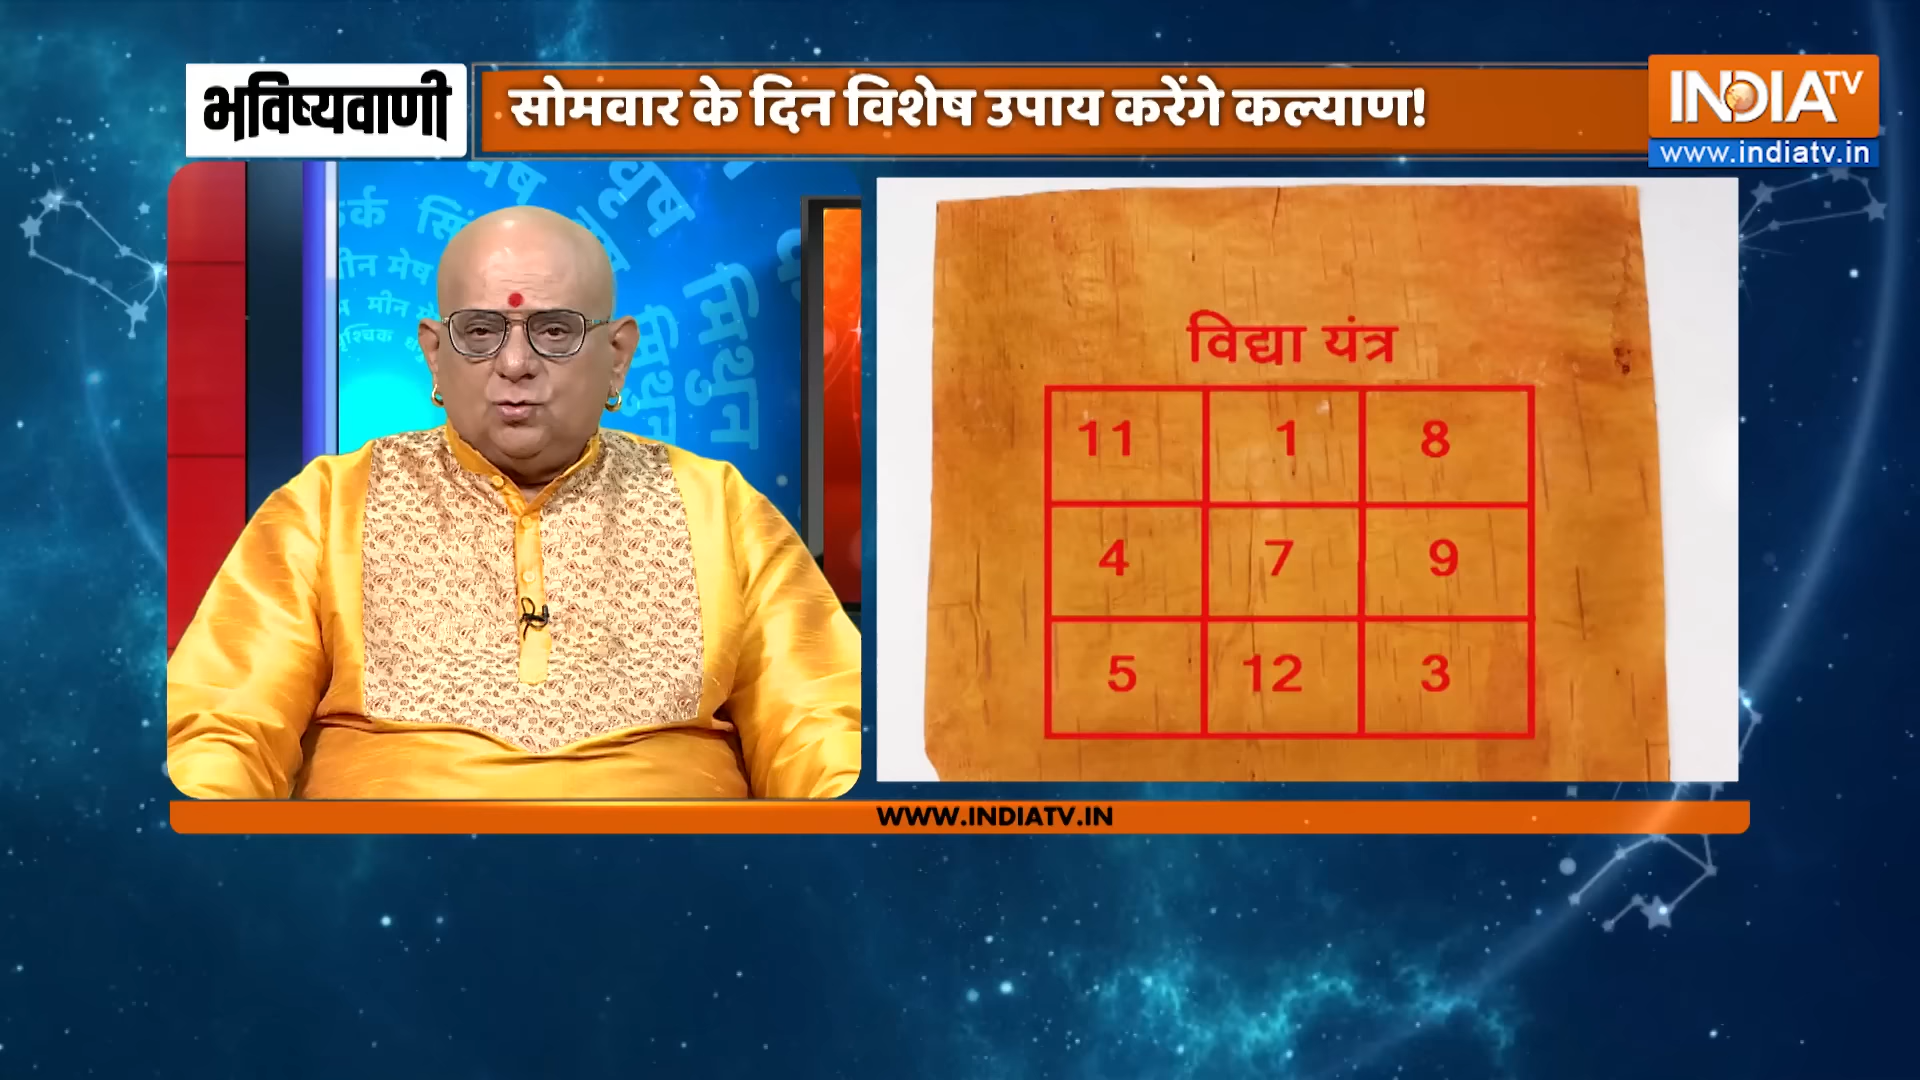 भविष्यवाणी
सोमवार के दिन विशेष उपाय करेंगे कल्याण!
INDIA TV
www.indiatv.in
मेष
वृष
सिंह
मीन मेष
मीन
वृश्चिक
मिथुन
मिथुन
विद्या यंत्र
11 1 8
4 7 9
5 12 3
WWW.INDIATV.IN